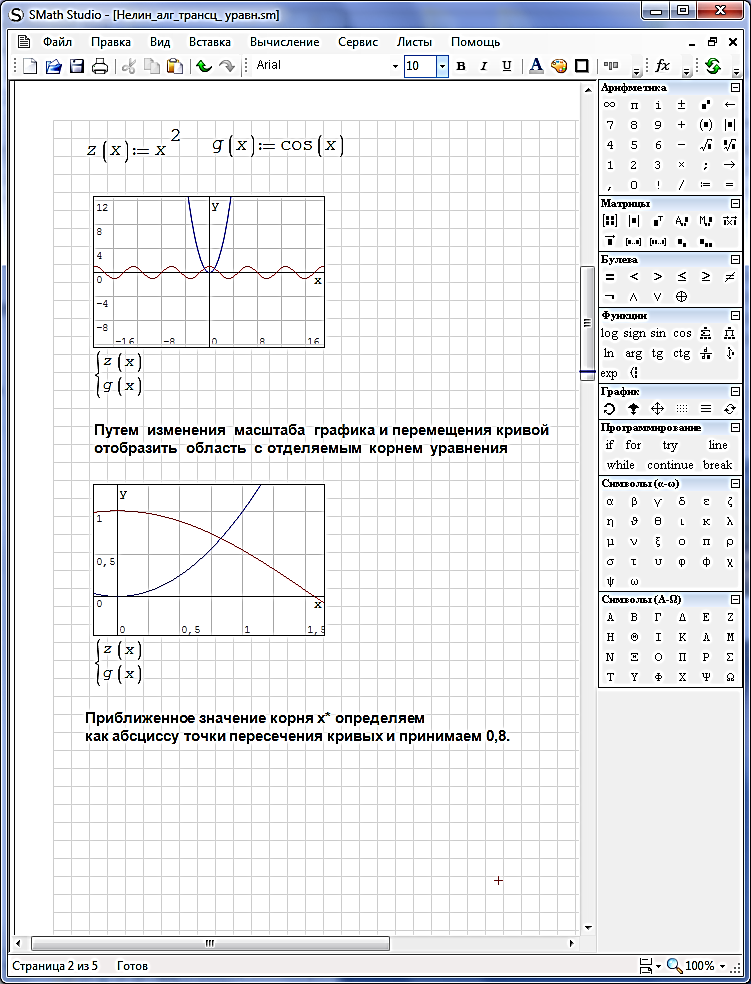 SMath Studio - [Нелин_алг_трансц_ уравн.sm]
Файл Правка Вид Вставка Вычисление Сервис Листы Помощь
Arial 10 B I U A fx
z(x):=x² g(x):=cos(x)
12
8
4
0
-4
-8
y
x
-16 -8 0 8 16
z(x)
g(x)
Путем изменения масштаба графика и перемещения кривой
отобразить область с отделяемым корнем уравнения
y
1
0,5
0
x
0 0,5 1 1,5
z(x)
g(x)
Приближенное значение корня x* определяем
как абсциссу точки пересечения кривых и принимаем 0,8.
Арифметика
∞ π i ± ←
7 8 9 + (▪) |▪|
4 5 6 − √
1 2 3 × ; →
, 0 ! / := =
Матрицы
Булева
= < > ≤ ≥ ≠
¬ ∧ ∨ ⊕
Функции
log sign sin cos
ln arg tg ctg
exp
График
Программирование
if for try line
while continue break
Символы (α-ω)
α β γ δ ε ζ
η ϑ θ ι κ λ
μ ν ξ ο π ρ
σ τ υ φ ϕ χ
ψ ω
Символы (Α-Ω)
Α Β Γ Δ Ε Ζ
Η Θ Ι Κ Λ Μ
Ν Ξ Ο Π Ρ Σ
Τ Υ Φ Χ Ψ Ω
Страница 2 из 5 Готов 100%